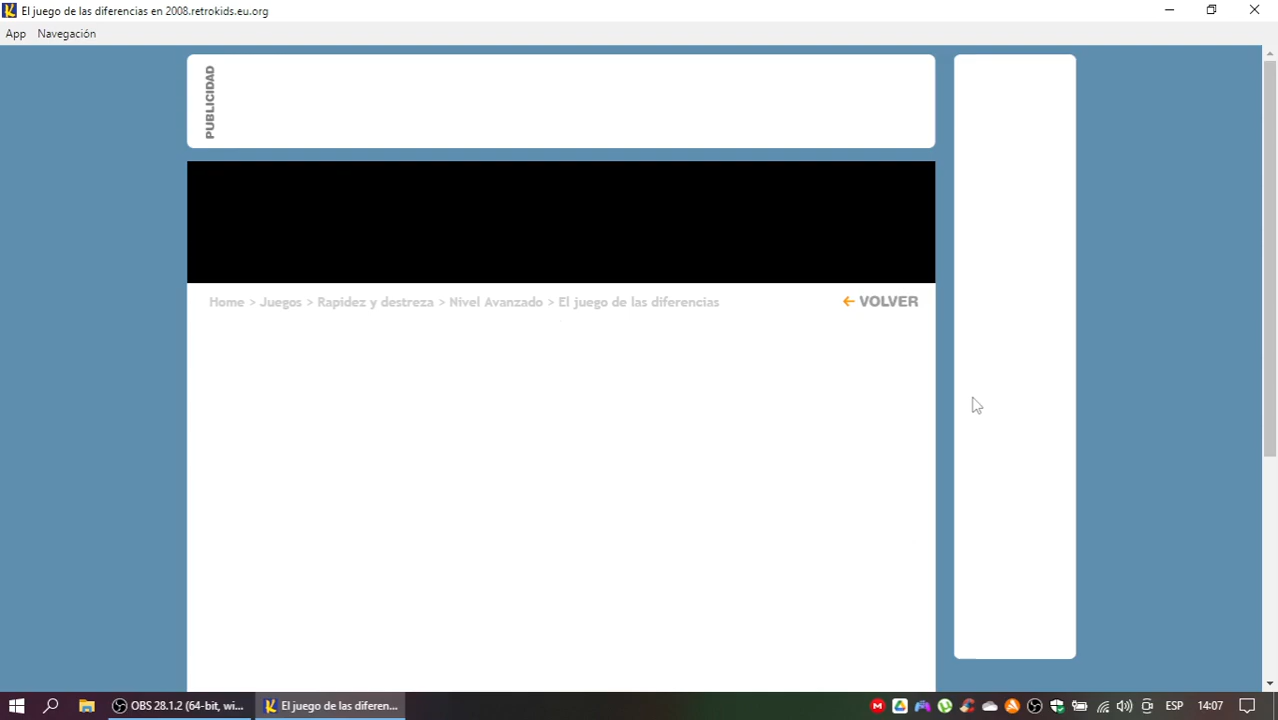 El juego de las diferencias en 2008.retrokids.eu.org
App Navegación
PUBLICIDAD
Home > Juegos > Rapidez y destreza > Nivel Avanzado > El juego de las diferencias
VOLVER
OBS 28.1.2 (64-bit, wi...
El juego de las diferen...
ESP
14:07